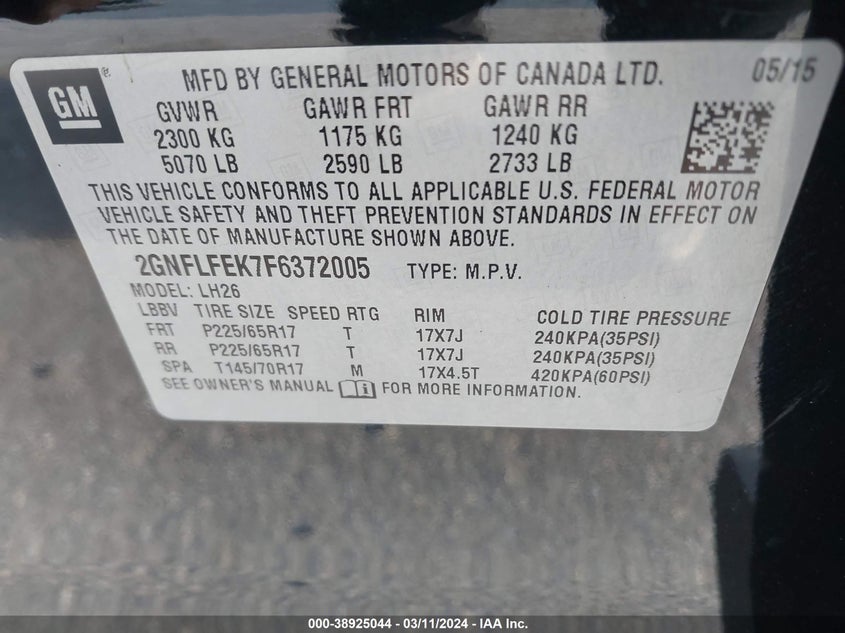 GM ® MFD BY GENERAL MOTORS OF CANADA LTD. 05/15
GVWR GAWR FRT GAWR RR
2300 KG 1175 KG 1240 KG
5070 LB 2590 LB 2733 LB
THIS VEHICLE CONFORMS TO ALL APPLICABLE U.S. FEDERAL MOTOR
VEHICLE SAFETY AND THEFT PREVENTION STANDARDS IN EFFECT ON
THE DATE OF MANUFACTURE SHOWN ABOVE.
2GNFLFEK7F6372005 TYPE: M.P.V.
MODEL: LH26
LBBV TIRE SIZE SPEED RTG RIM COLD TIRE PRESSURE
FRT P225/65R17 T 17X7J 240KPA(35PSI)
RR P225/65R17 T 17X7J 240KPA(35PSI)
SPA T145/70R17 M 17X4.5T 420KPA(60PSI)
SEE OWNER'S MANUAL FOR MORE INFORMATION.
000-38925044 - 03/11/2024 - IAA Inc.